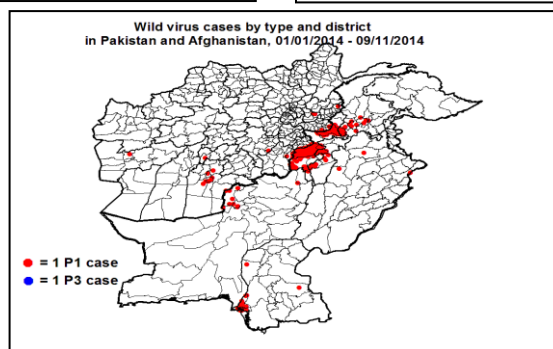 Wild virus cases by type and district
in Pakistan and Afghanistan, 01/01/2014 - 09/11/2014
= 1 P1 case
= 1 P3 case